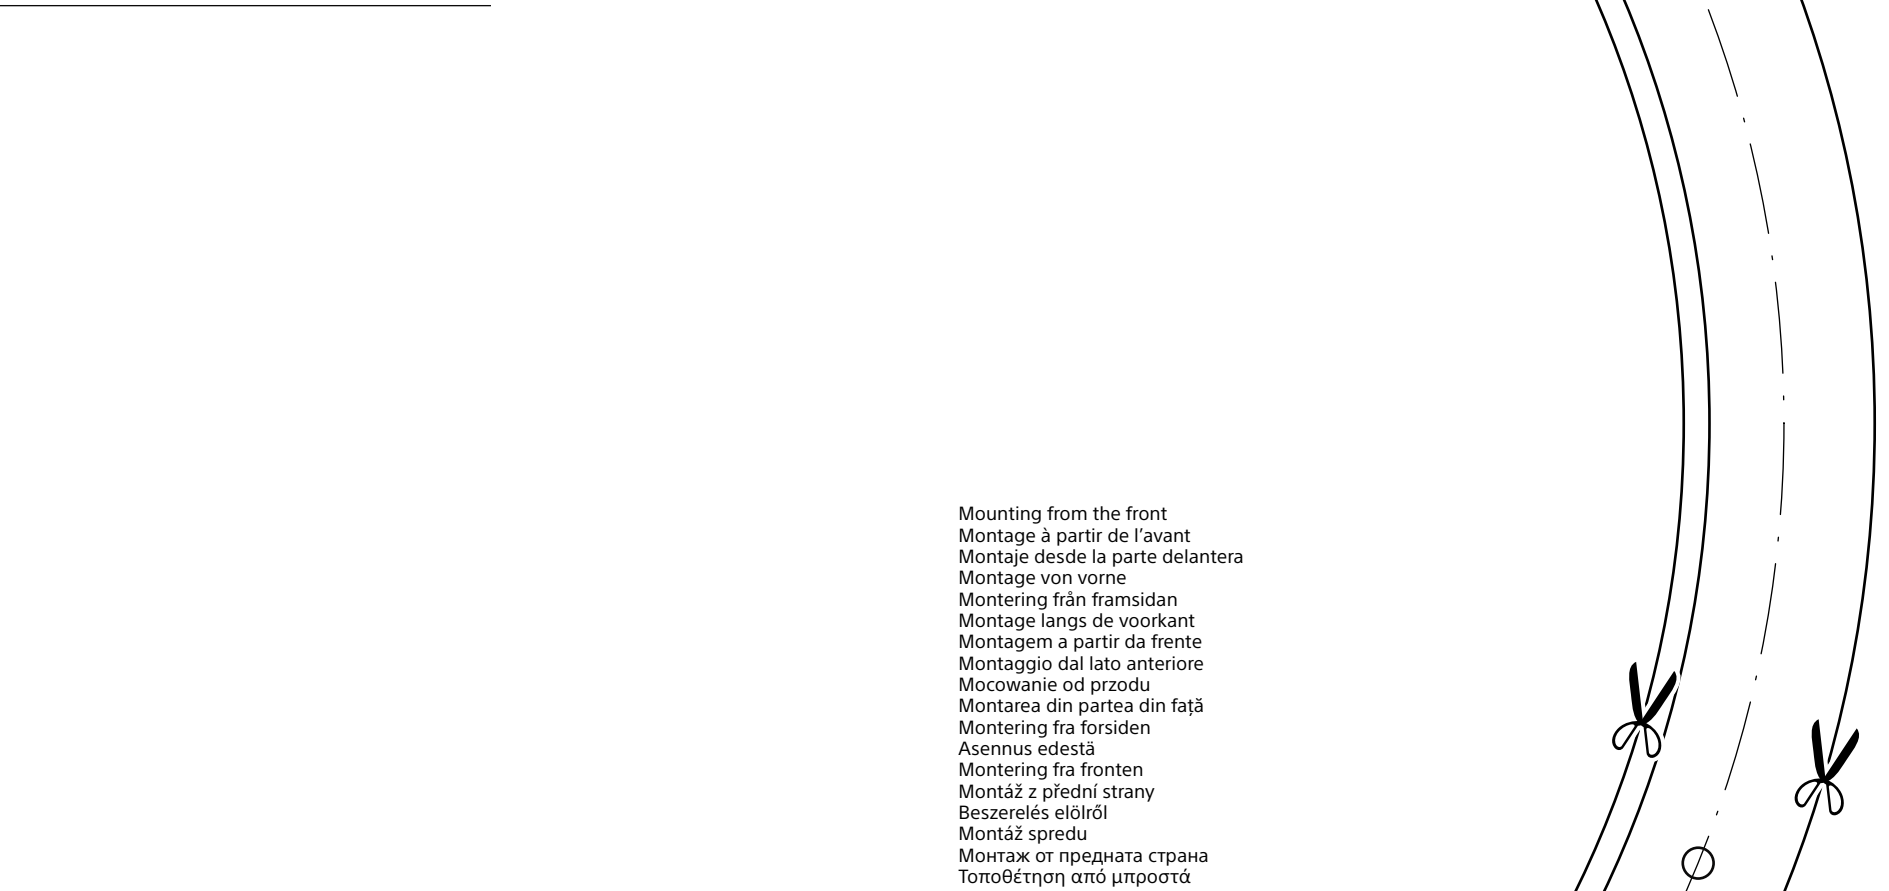 Mounting from the front
Montage à partir de l’avant
Montaje desde la parte delantera
Montage von vorne
Montering från framsidan
Montage langs de voorkant
Montagem a partir da frente
Montaggio dal lato anteriore
Mocowanie od przodu
Montarea din partea din față
Montering fra forsiden
Asennus edestä
Montering fra fronten
Montáž z přední strany
Beszerelés elölről
Montáž spredu
Монтаж от предната страна
Τοποθέτηση από μπροστά